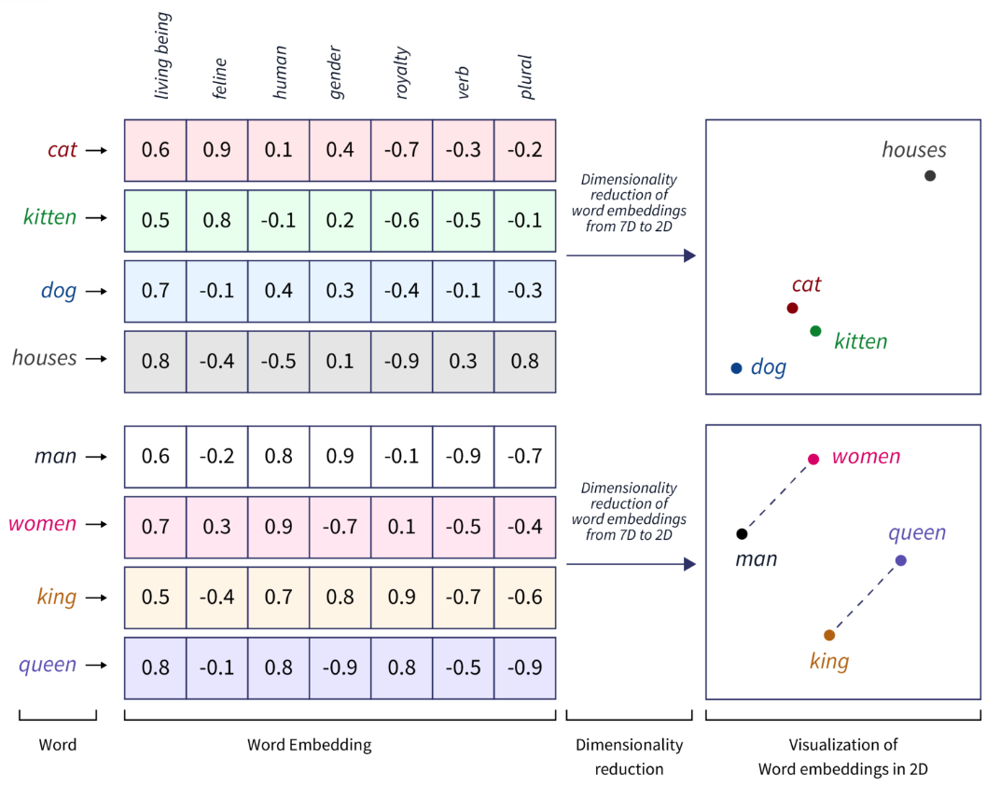 living being feline human gender royalty verb plural
cat 0.6 0.9 0.1 0.4 -0.7 -0.3 -0.2
kitten 0.5 0.8 -0.1 0.2 -0.6 -0.5 -0.1
dog 0.7 -0.1 0.4 0.3 -0.4 -0.1 -0.3
houses 0.8 -0.4 -0.5 0.1 -0.9 0.3 0.8
Dimensionality
reduction of
word embeddings
from 7D to 2D
houses
cat
kitten
dog
man 0.6 -0.2 0.8 0.9 -0.1 -0.9 -0.7
women 0.7 0.3 0.9 -0.7 0.1 -0.5 -0.4
king 0.5 -0.4 0.7 0.8 0.9 -0.7 -0.6
queen 0.8 -0.1 0.8 -0.9 0.8 -0.5 -0.9
Dimensionality
reduction of
word embeddings
from 7D to 2D
women
queen
man
king
Word
Word Embedding
Dimensionality
reduction
Visualization of
Word embeddings in 2D